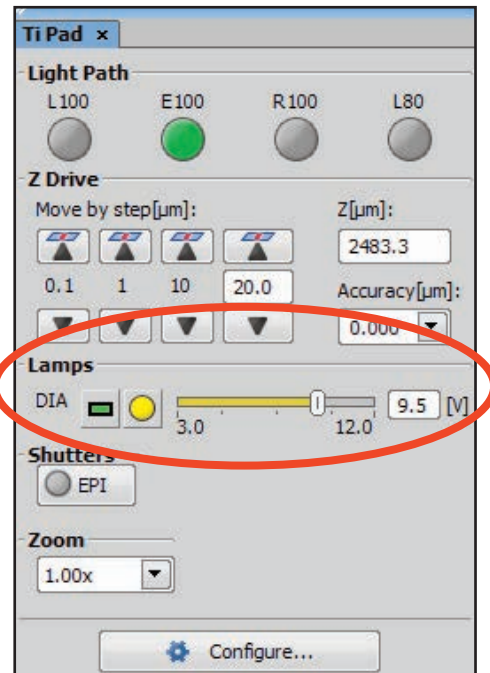 Ti Pad x
Light Path
L100 E100 R100 L80
Z Drive
Move by step[µm]: Z[µm]:
2483.3
0.1 1 10 20.0 Accuracy[µm]:
0.000
Lamps
DIA 9.5 [V]
3.0 12.0
Shutters
EPI
Zoom
1.00x
Configure...